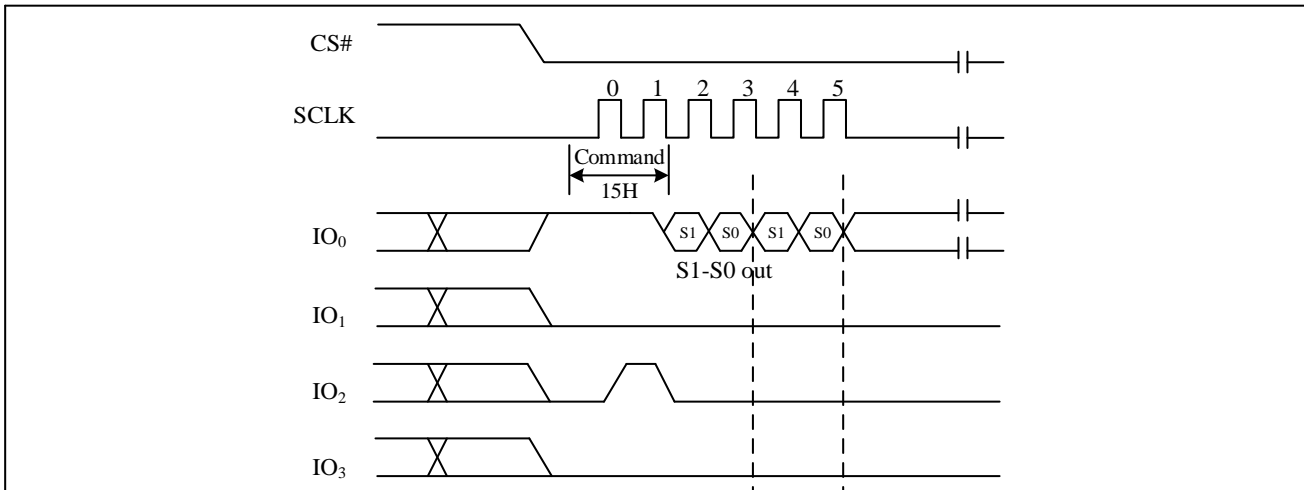 CS#
0 1 2 3 4 5
SCLK
Command
15H
IO0
S1 S0 S1 S0
S1-S0 out
IO1
IO2
IO3